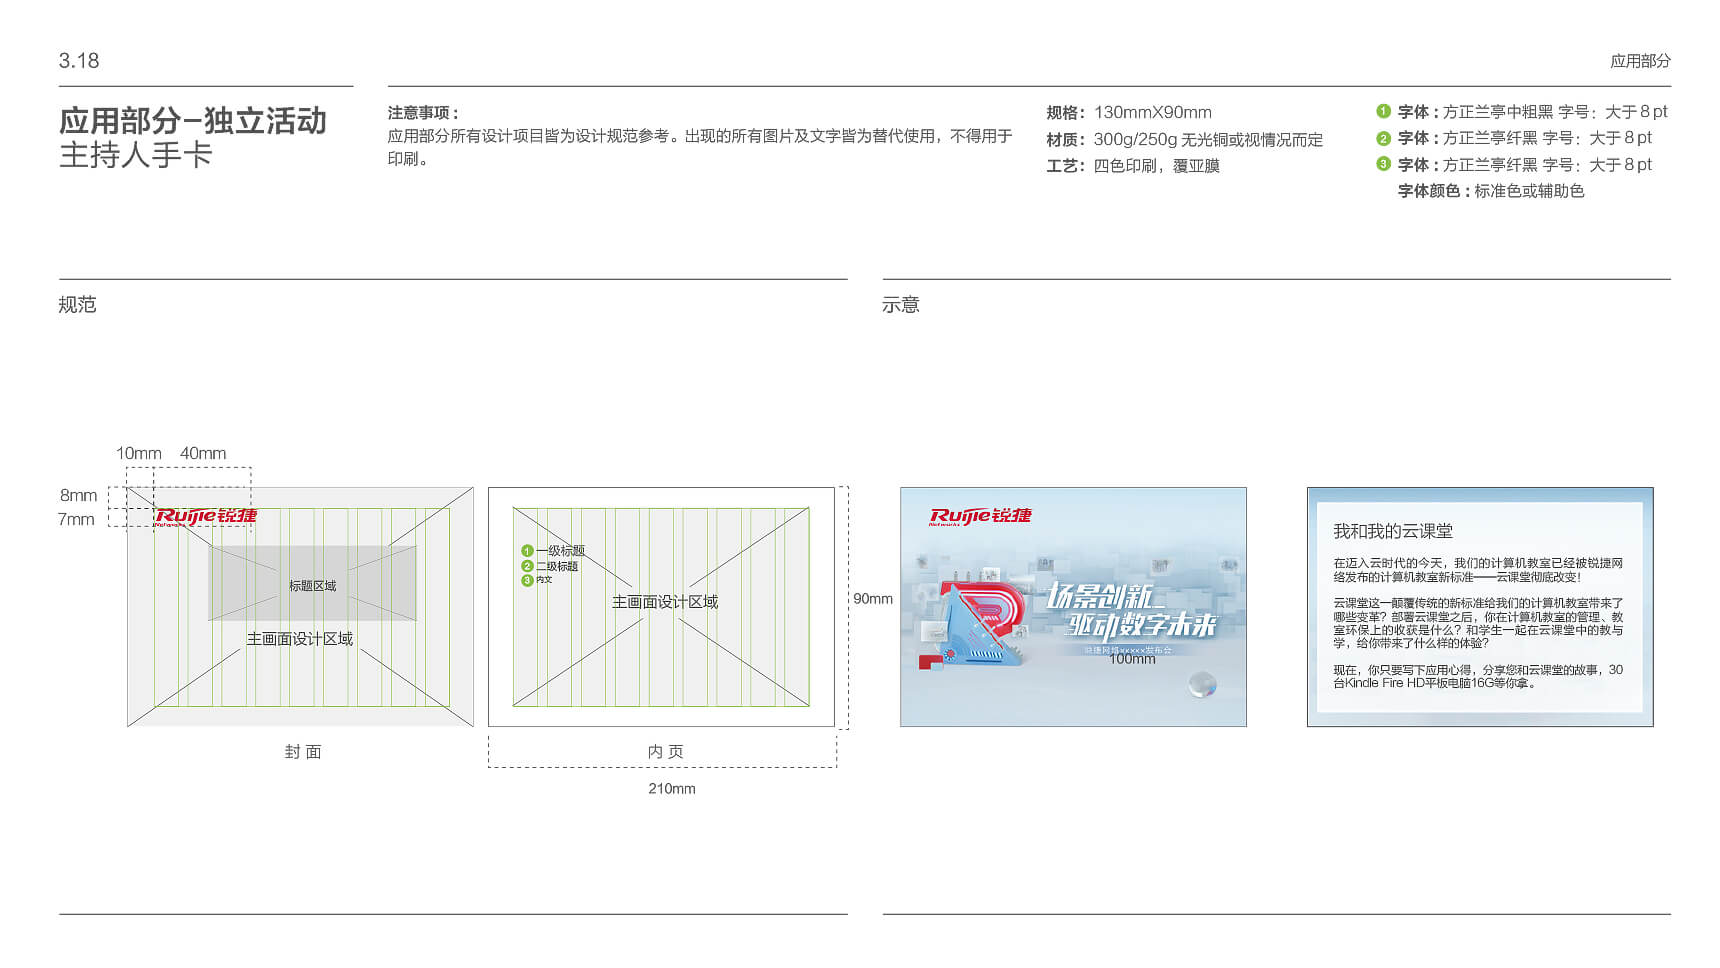 3.18
应用部分
应用部分-独立活动
主持人手卡
注意事项：
应用部分所有设计项目皆为设计规范参考。出现的所有图片及文字皆为替代使用，不得用于
印刷。
规格：130mmX90mm
材质：300g/250g 无光铜或视情况而定
工艺：四色印刷，覆亚膜
1 字体：方正兰亭中粗黑 字号：大于8pt
2 字体：方正兰亭纤黑 字号：大于8pt
3 字体：方正兰亭纤黑 字号：大于8pt
字体颜色：标准色或辅助色
规范
示意
10mm 40mm
8mm
7mm
Ruijie锐捷
Networks
标题区域
主画面设计区域
封面
1 一级标题
2 二级标题
3 内文
主画面设计区域
90mm
内页
210mm
Ruijie锐捷
Networks
场景创新_
驱动数字未来
锐捷网络xxxxx发布会
100mm
我和我的云课堂
在迈入云时代的今天，我们的计算机教室已经被锐捷网
络发布的计算机教室新标准——云课堂彻底改变！
云课堂这一颠覆传统的新标准给我们的计算机教室带来了
哪些变革？部署云课堂之后，你在计算机教室的管理、教
室环保上的收获是什么？和学生一起在云课堂中的教与
学，给你带来了什么样的体验？
现在，你只要写下应用心得，分享您和云课堂的故事，30
台Kindle Fire HD平板电脑16G等你拿。